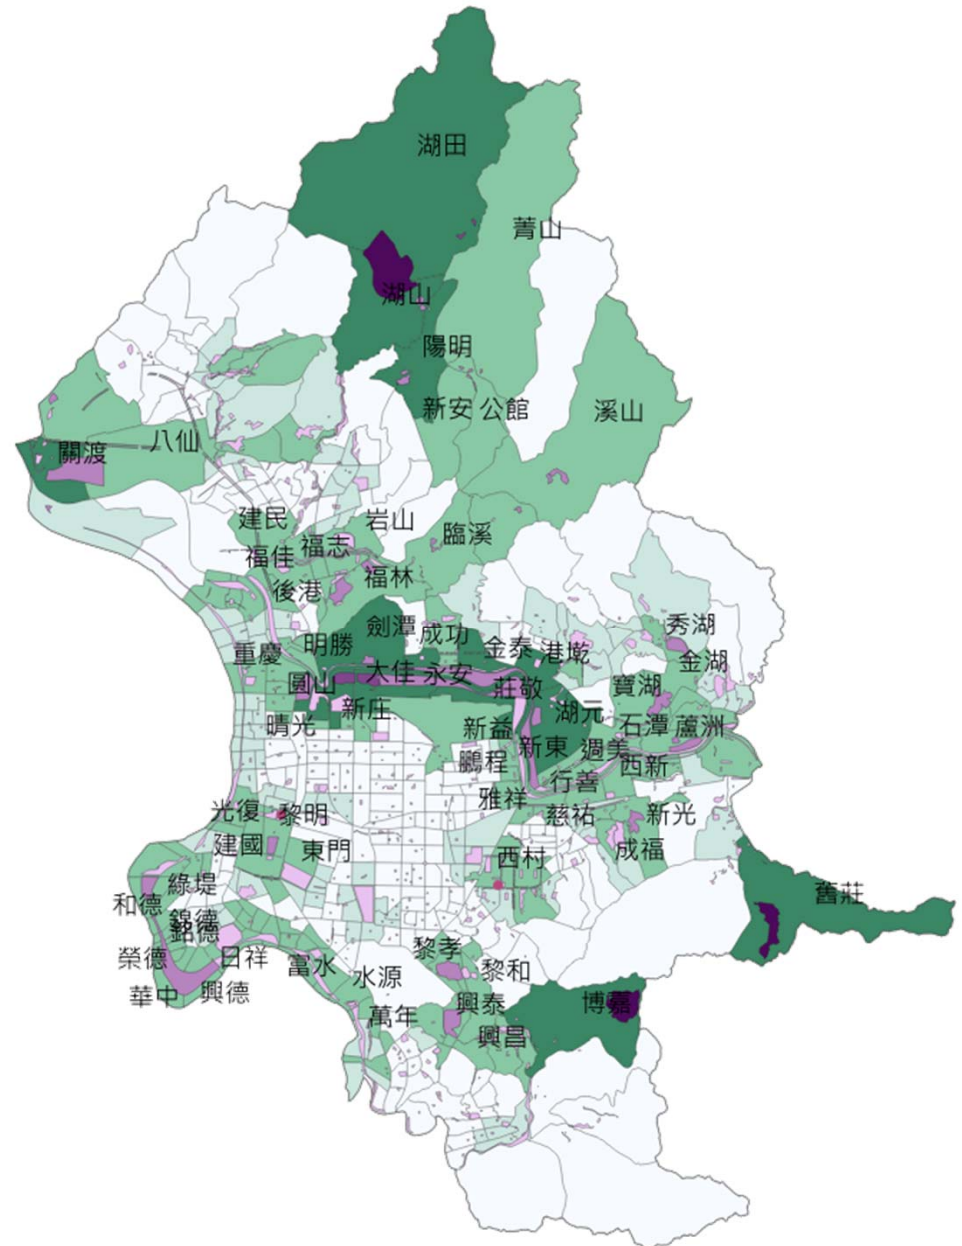 湖田
菁山
湖山
陽明
新安
公館
溪山
八仙
關渡
建民
岩山
福志
臨溪
福佳
福林
後港
劍潭
成功
秀湖
明勝
金泰
港墘
重慶
金湖
大佳
永安
圓山
莊敬
寶湖
新庄
湖元
晴光
新益
石潭
蘆洲
新東
週美
鵬程
西新
行善
雅祥
光復
黎明
慈祐
新光
建國
東門
西村
成福
綠堤
舊莊
和德
錦德
銘德
榮德
日祥
富水
黎孝
水源
黎和
華中
興德
興泰
博嘉
萬年
興昌